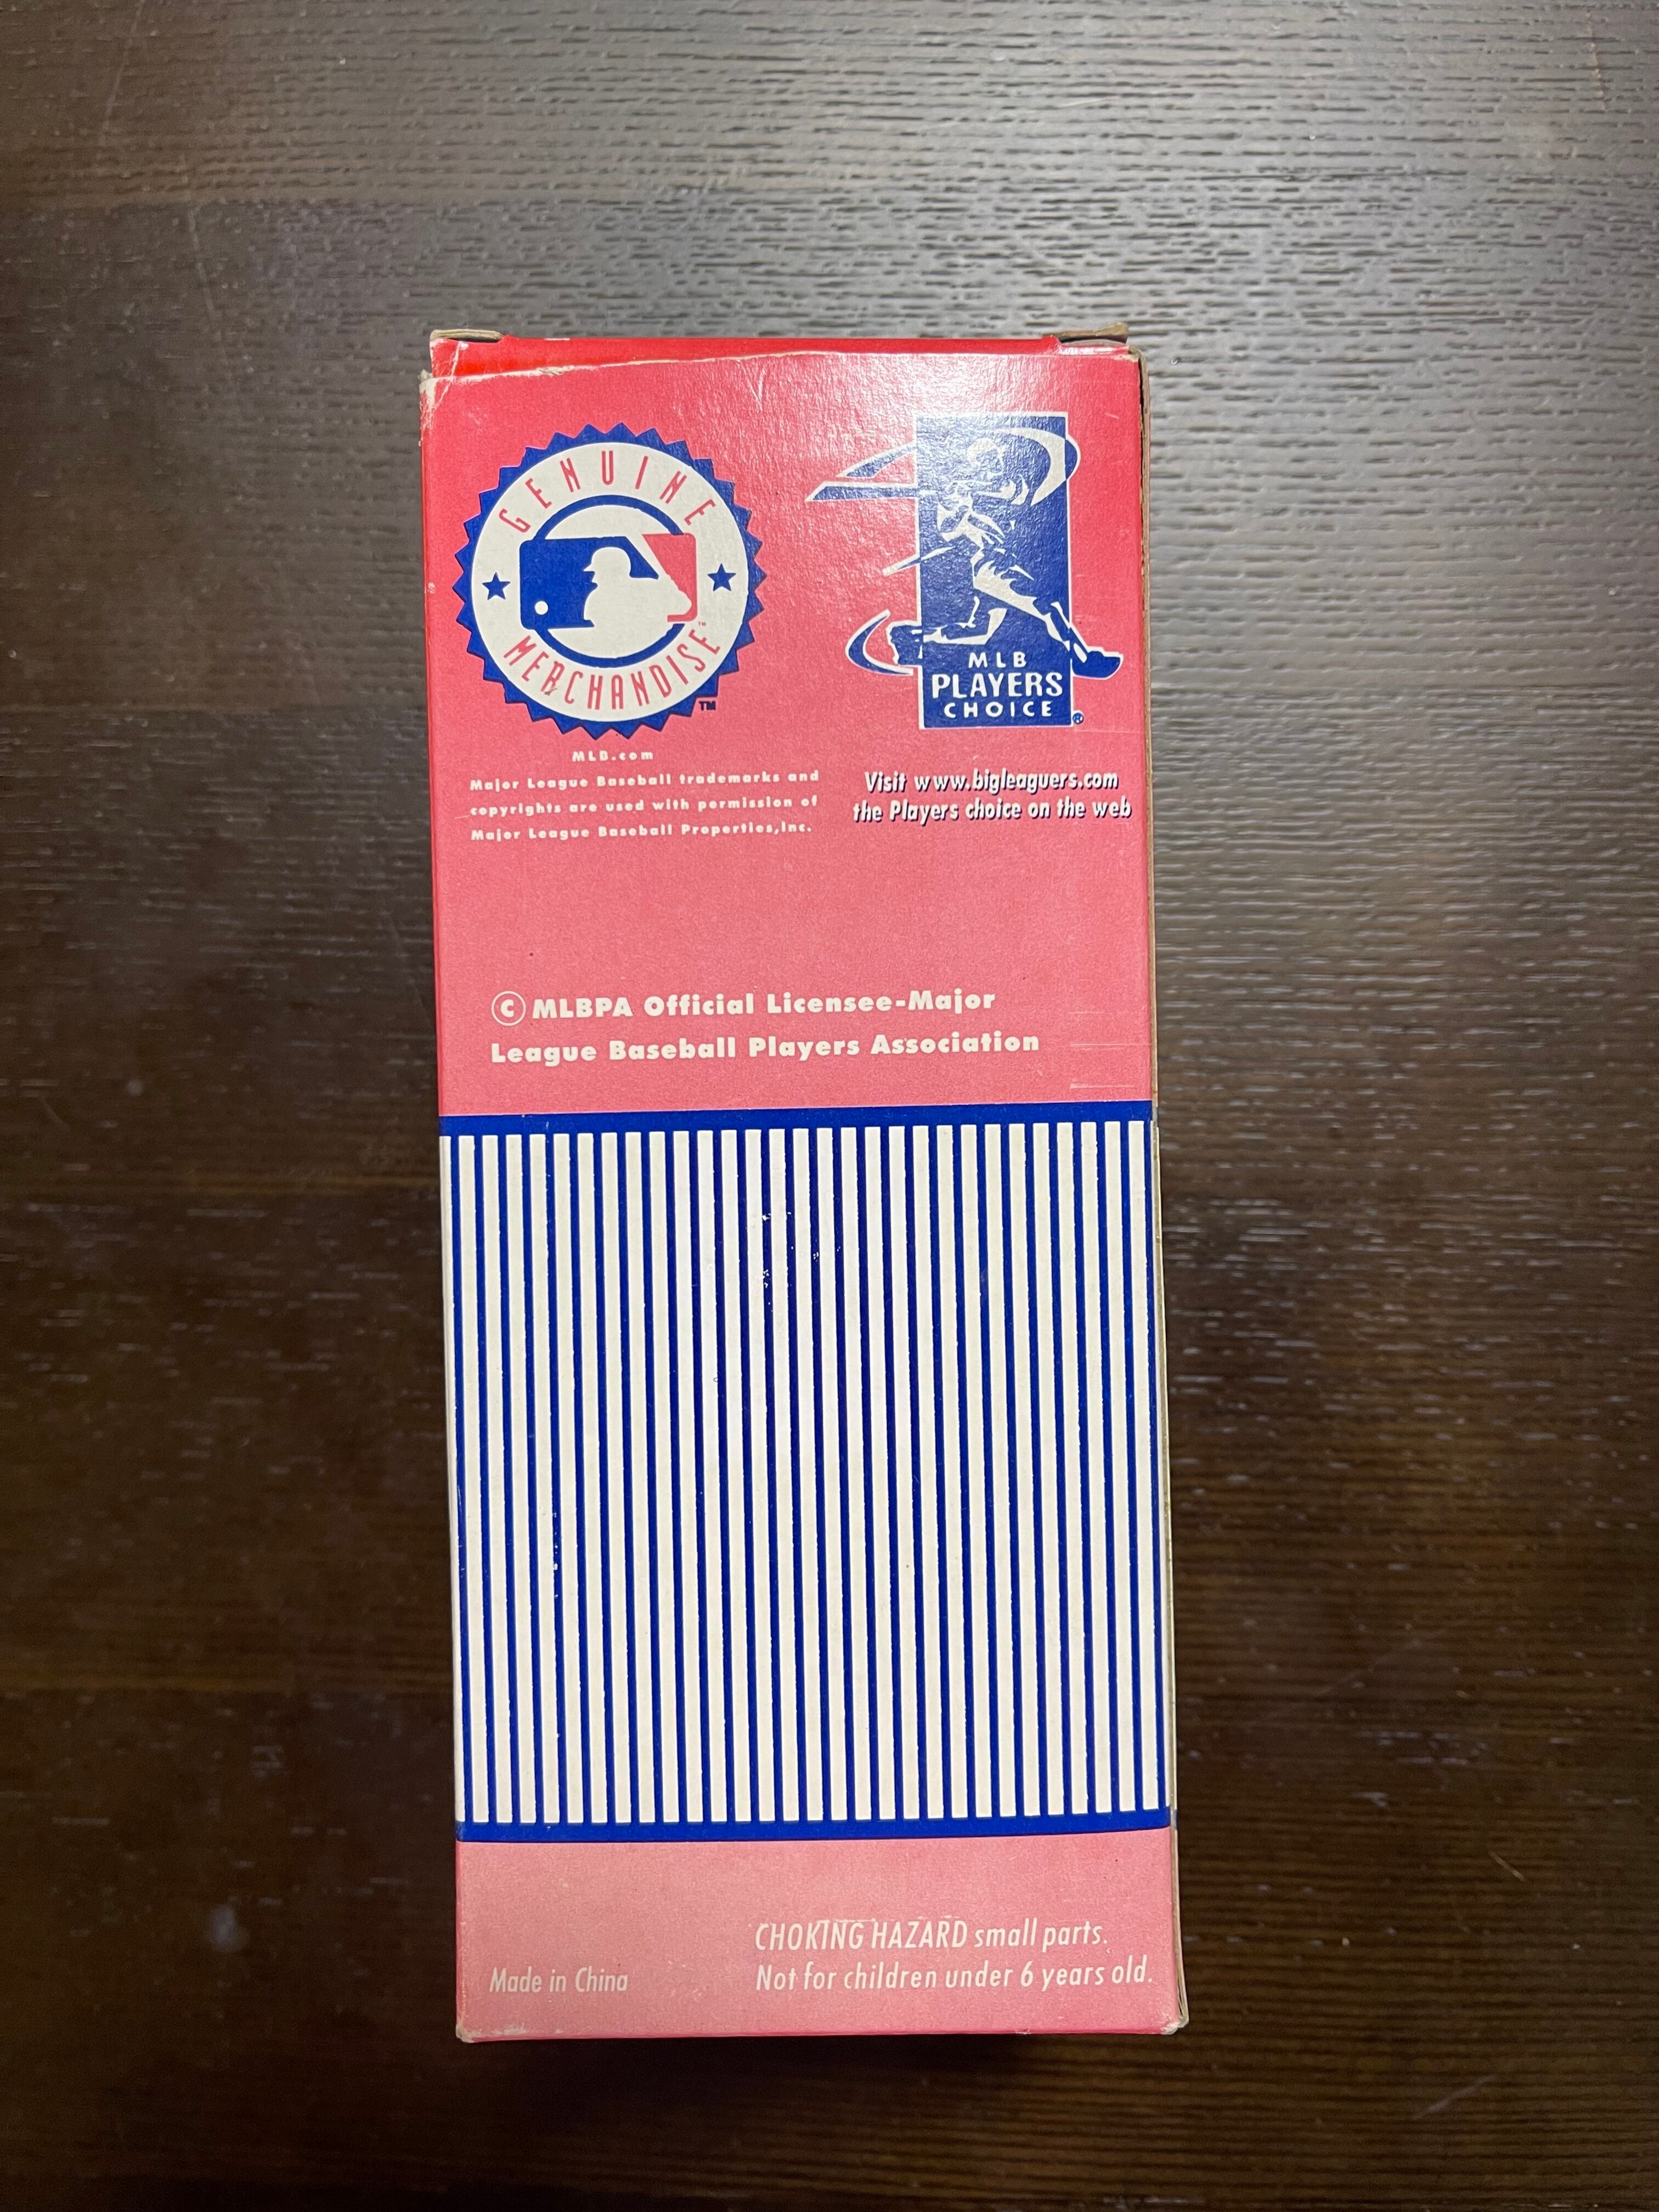 GENUINE
MERCHANDISE™
TM
MLB.com
Major League Baseball trademarks and
copyrights are used with permission of
Major League Baseball Properties,Inc.
MLB
PLAYERS
CHOICE ®
Visit www.bigleaguers.com
the Players choice on the web
© MLBPA Official Licensee-Major
League Baseball Players Association
Made in China
CHOKING HAZARD small parts.
Not for children under 6 years old.